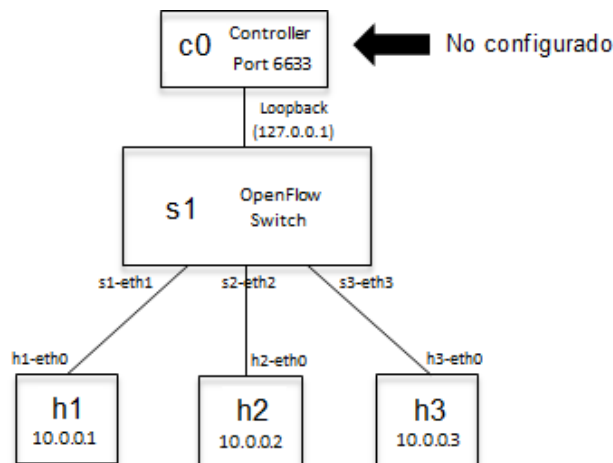 c0 Controller
Port 6633
No configurado
Loopback
(127.0.0.1)
s1 OpenFlow
Switch
s1-eth1 s2-eth2 s3-eth3
h1-eth0 h2-eth0 h3-eth0
h1 h2 h3
10.0.0.1 10.0.0.2 10.0.0.3